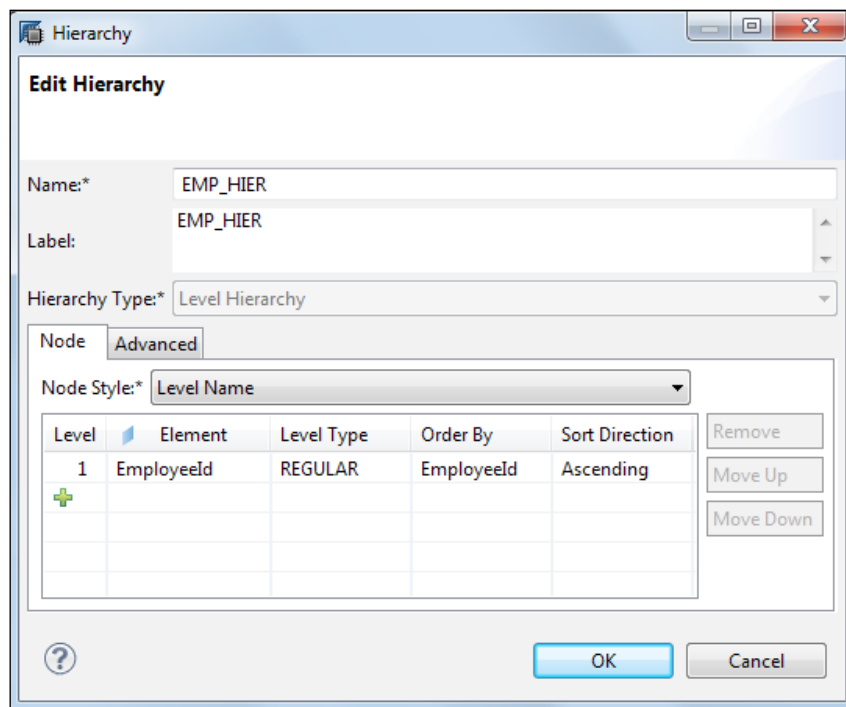 Hierarchy
Edit Hierarchy
Name:* EMP_HIER
Label: EMP_HIER
Hierarchy Type:* Level Hierarchy
Node Advanced
Node Style:* Level Name
Level Element Level Type Order By Sort Direction Remove
1 EmployeeId REGULAR EmployeeId Ascending Move Up
Move Down
? OK Cancel